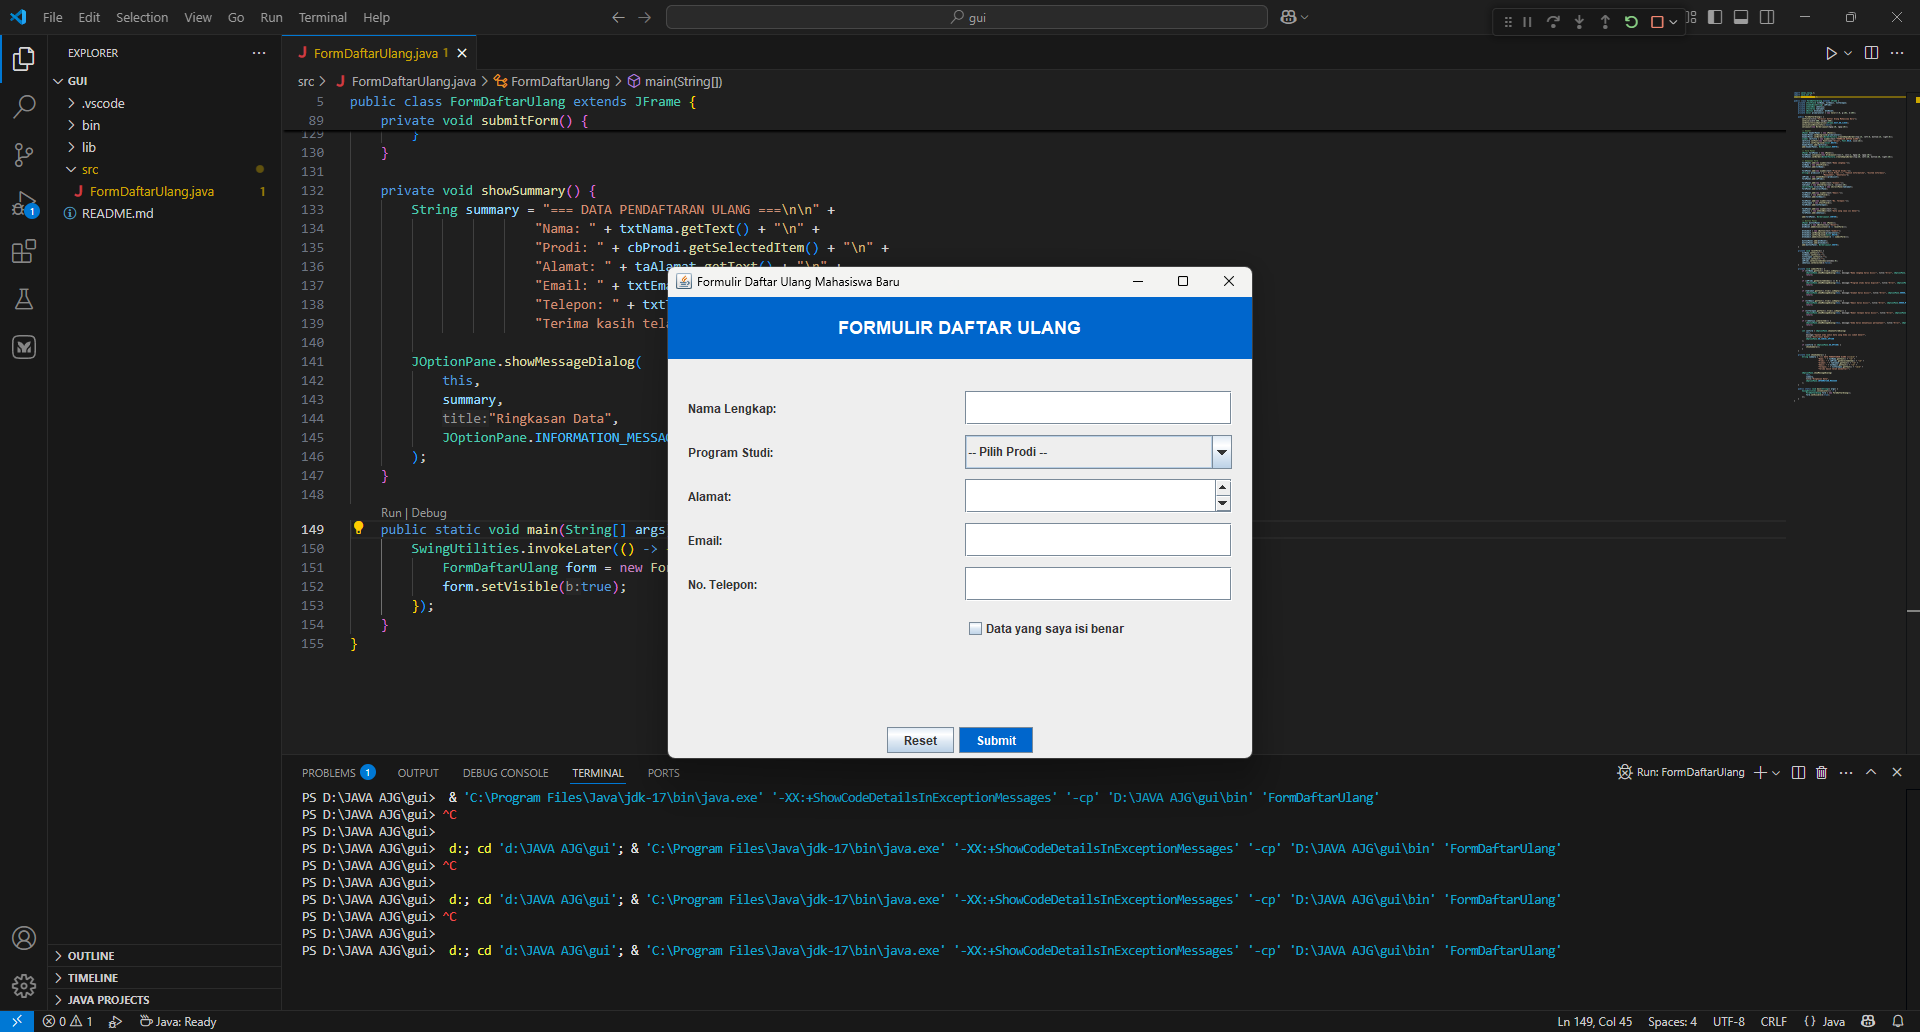 File Edit Selection View Go Run Terminal Help
gui
EXPLORER
GUI
.vscode
bin
lib
src
FormDaftarUlang.java 1
README.md
OUTLINE
TIMELINE
JAVA PROJECTS
FormDaftarUlang.java 1
src > FormDaftarUlang.java > FormDaftarUlang > main(String[])
5 public class FormDaftarUlang extends JFrame {
89 private void submitForm() {
129 }
130 }
131
132 private void showSummary() {
133 String summary = "=== DATA PENDAFTARAN ULANG ===\n\n" +
134 "Nama: " + txtNama.getText() + "\n" +
135 "Prodi: " + cbProdi.getSelectedItem() + "\n" +
136 "Alamat: " + taAlamat.getText() + "\n" +
137 "Email: " + txtEma
138 "Telepon: " + txt
139 "Terima kasih tela
140
141 JOptionPane.showMessageDialog(
142 this,
143 summary,
144 title:"Ringkasan Data",
145 JOptionPane.INFORMATION_MESSAG
146 );
147 }
148
Run | Debug
149 public static void main(String[] args
150 SwingUtilities.invokeLater(() ->
151 FormDaftarUlang form = new For
152 form.setVisible(b:true);
153 });
154 }
155 }
Formulir Daftar Ulang Mahasiswa Baru
FORMULIR DAFTAR ULANG
Nama Lengkap:
Program Studi:
-- Pilih Prodi --
Alamat:
Email:
No. Telepon:
Data yang saya isi benar
Reset Submit
PROBLEMS 1 OUTPUT DEBUG CONSOLE TERMINAL PORTS
Run: FormDaftarUlang
PS D:\JAVA AJG\gui> & 'C:\Program Files\Java\jdk-17\bin\java.exe' '-XX:+ShowCodeDetailsInExceptionMessages' '-cp' 'D:\JAVA AJG\gui\bin' 'FormDaftarUlang'
PS D:\JAVA AJG\gui> ^C
PS D:\JAVA AJG\gui>
PS D:\JAVA AJG\gui> d:; cd 'd:\JAVA AJG\gui'; & 'C:\Program Files\Java\jdk-17\bin\java.exe' '-XX:+ShowCodeDetailsInExceptionMessages' '-cp' 'D:\JAVA AJG\gui\bin' 'FormDaftarUlang'
PS D:\JAVA AJG\gui> ^C
PS D:\JAVA AJG\gui>
PS D:\JAVA AJG\gui> d:; cd 'd:\JAVA AJG\gui'; & 'C:\Program Files\Java\jdk-17\bin\java.exe' '-XX:+ShowCodeDetailsInExceptionMessages' '-cp' 'D:\JAVA AJG\gui\bin' 'FormDaftarUlang'
PS D:\JAVA AJG\gui> ^C
PS D:\JAVA AJG\gui>
PS D:\JAVA AJG\gui> d:; cd 'd:\JAVA AJG\gui'; & 'C:\Program Files\Java\jdk-17\bin\java.exe' '-XX:+ShowCodeDetailsInExceptionMessages' '-cp' 'D:\JAVA AJG\gui\bin' 'FormDaftarUlang'
0 1 Java: Ready
Ln 149, Col 45 Spaces: 4 UTF-8 CRLF {} Java